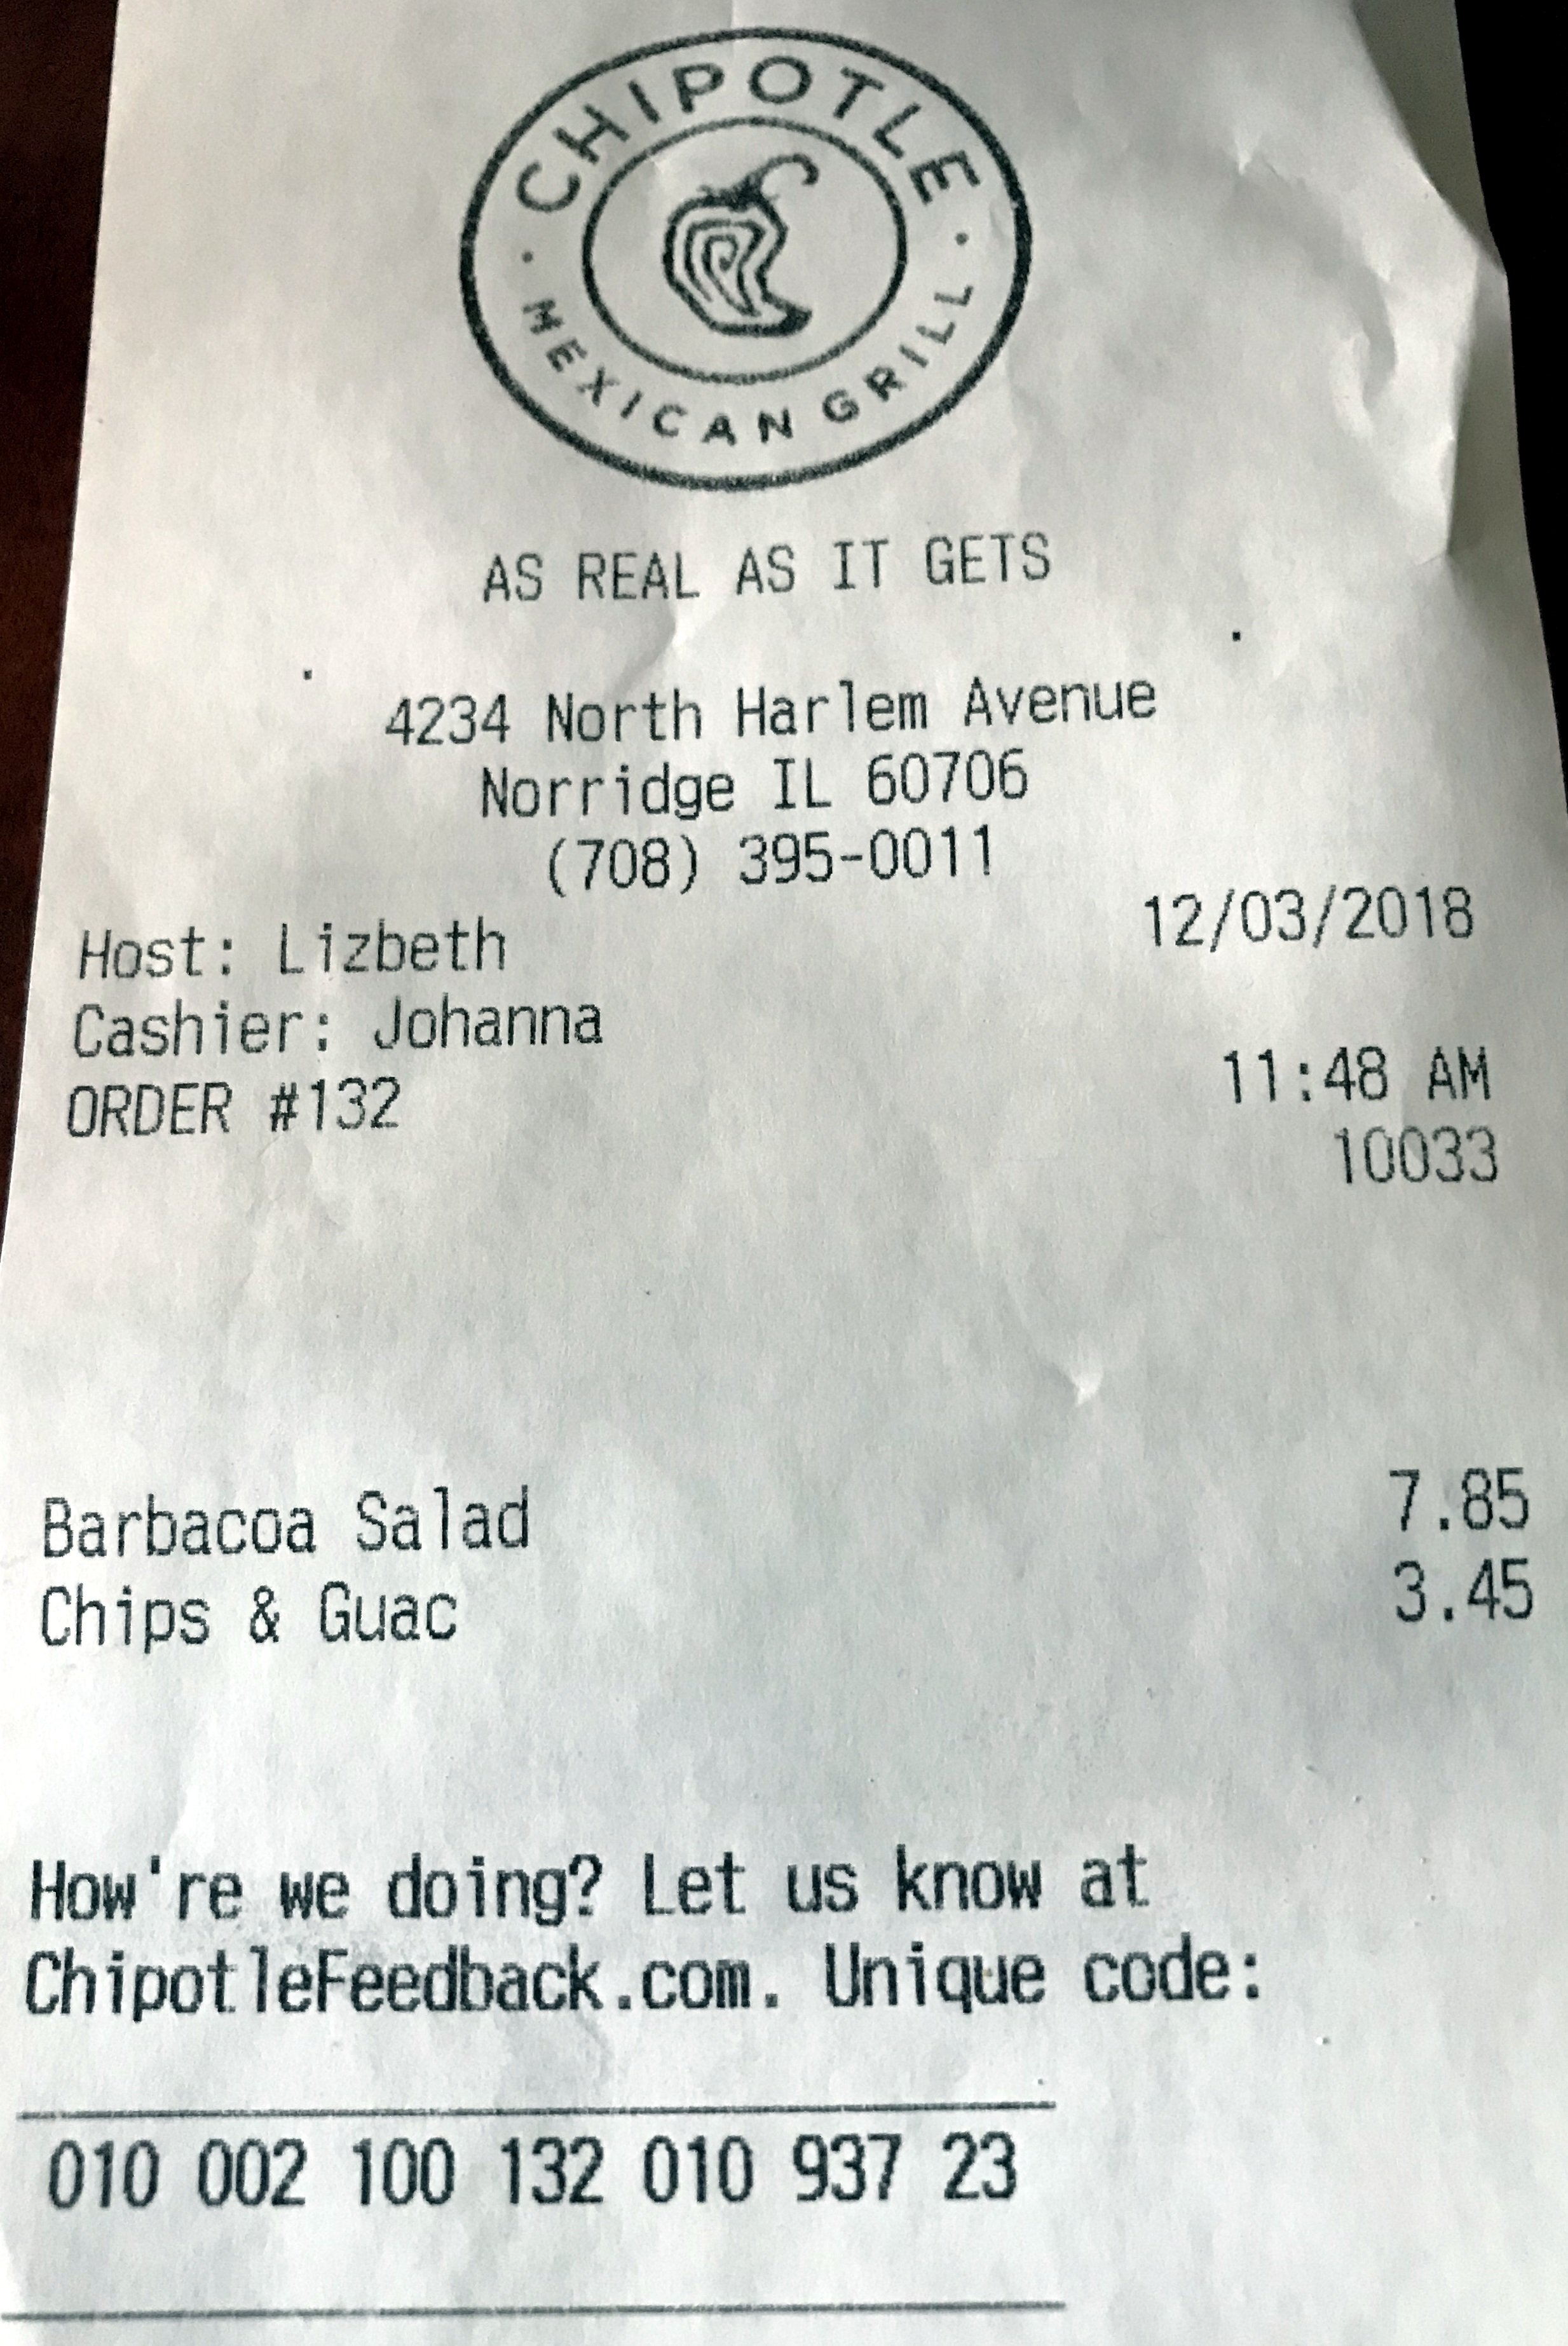 CHIPOTLE
MEXICAN GRILL
AS REAL AS IT GETS
4234 North Harlem Avenue
Norridge IL 60706
(708) 395-0011
12/03/2018
Host: Lizbeth
Cashier: Johanna
11:48 AM
ORDER #132
10033
Barbacoa Salad 7.85
Chips & Guac 3.45
How're we doing? Let us know at
ChipotleFeedback.com. Unique code:
010 002 100 132 010 937 23